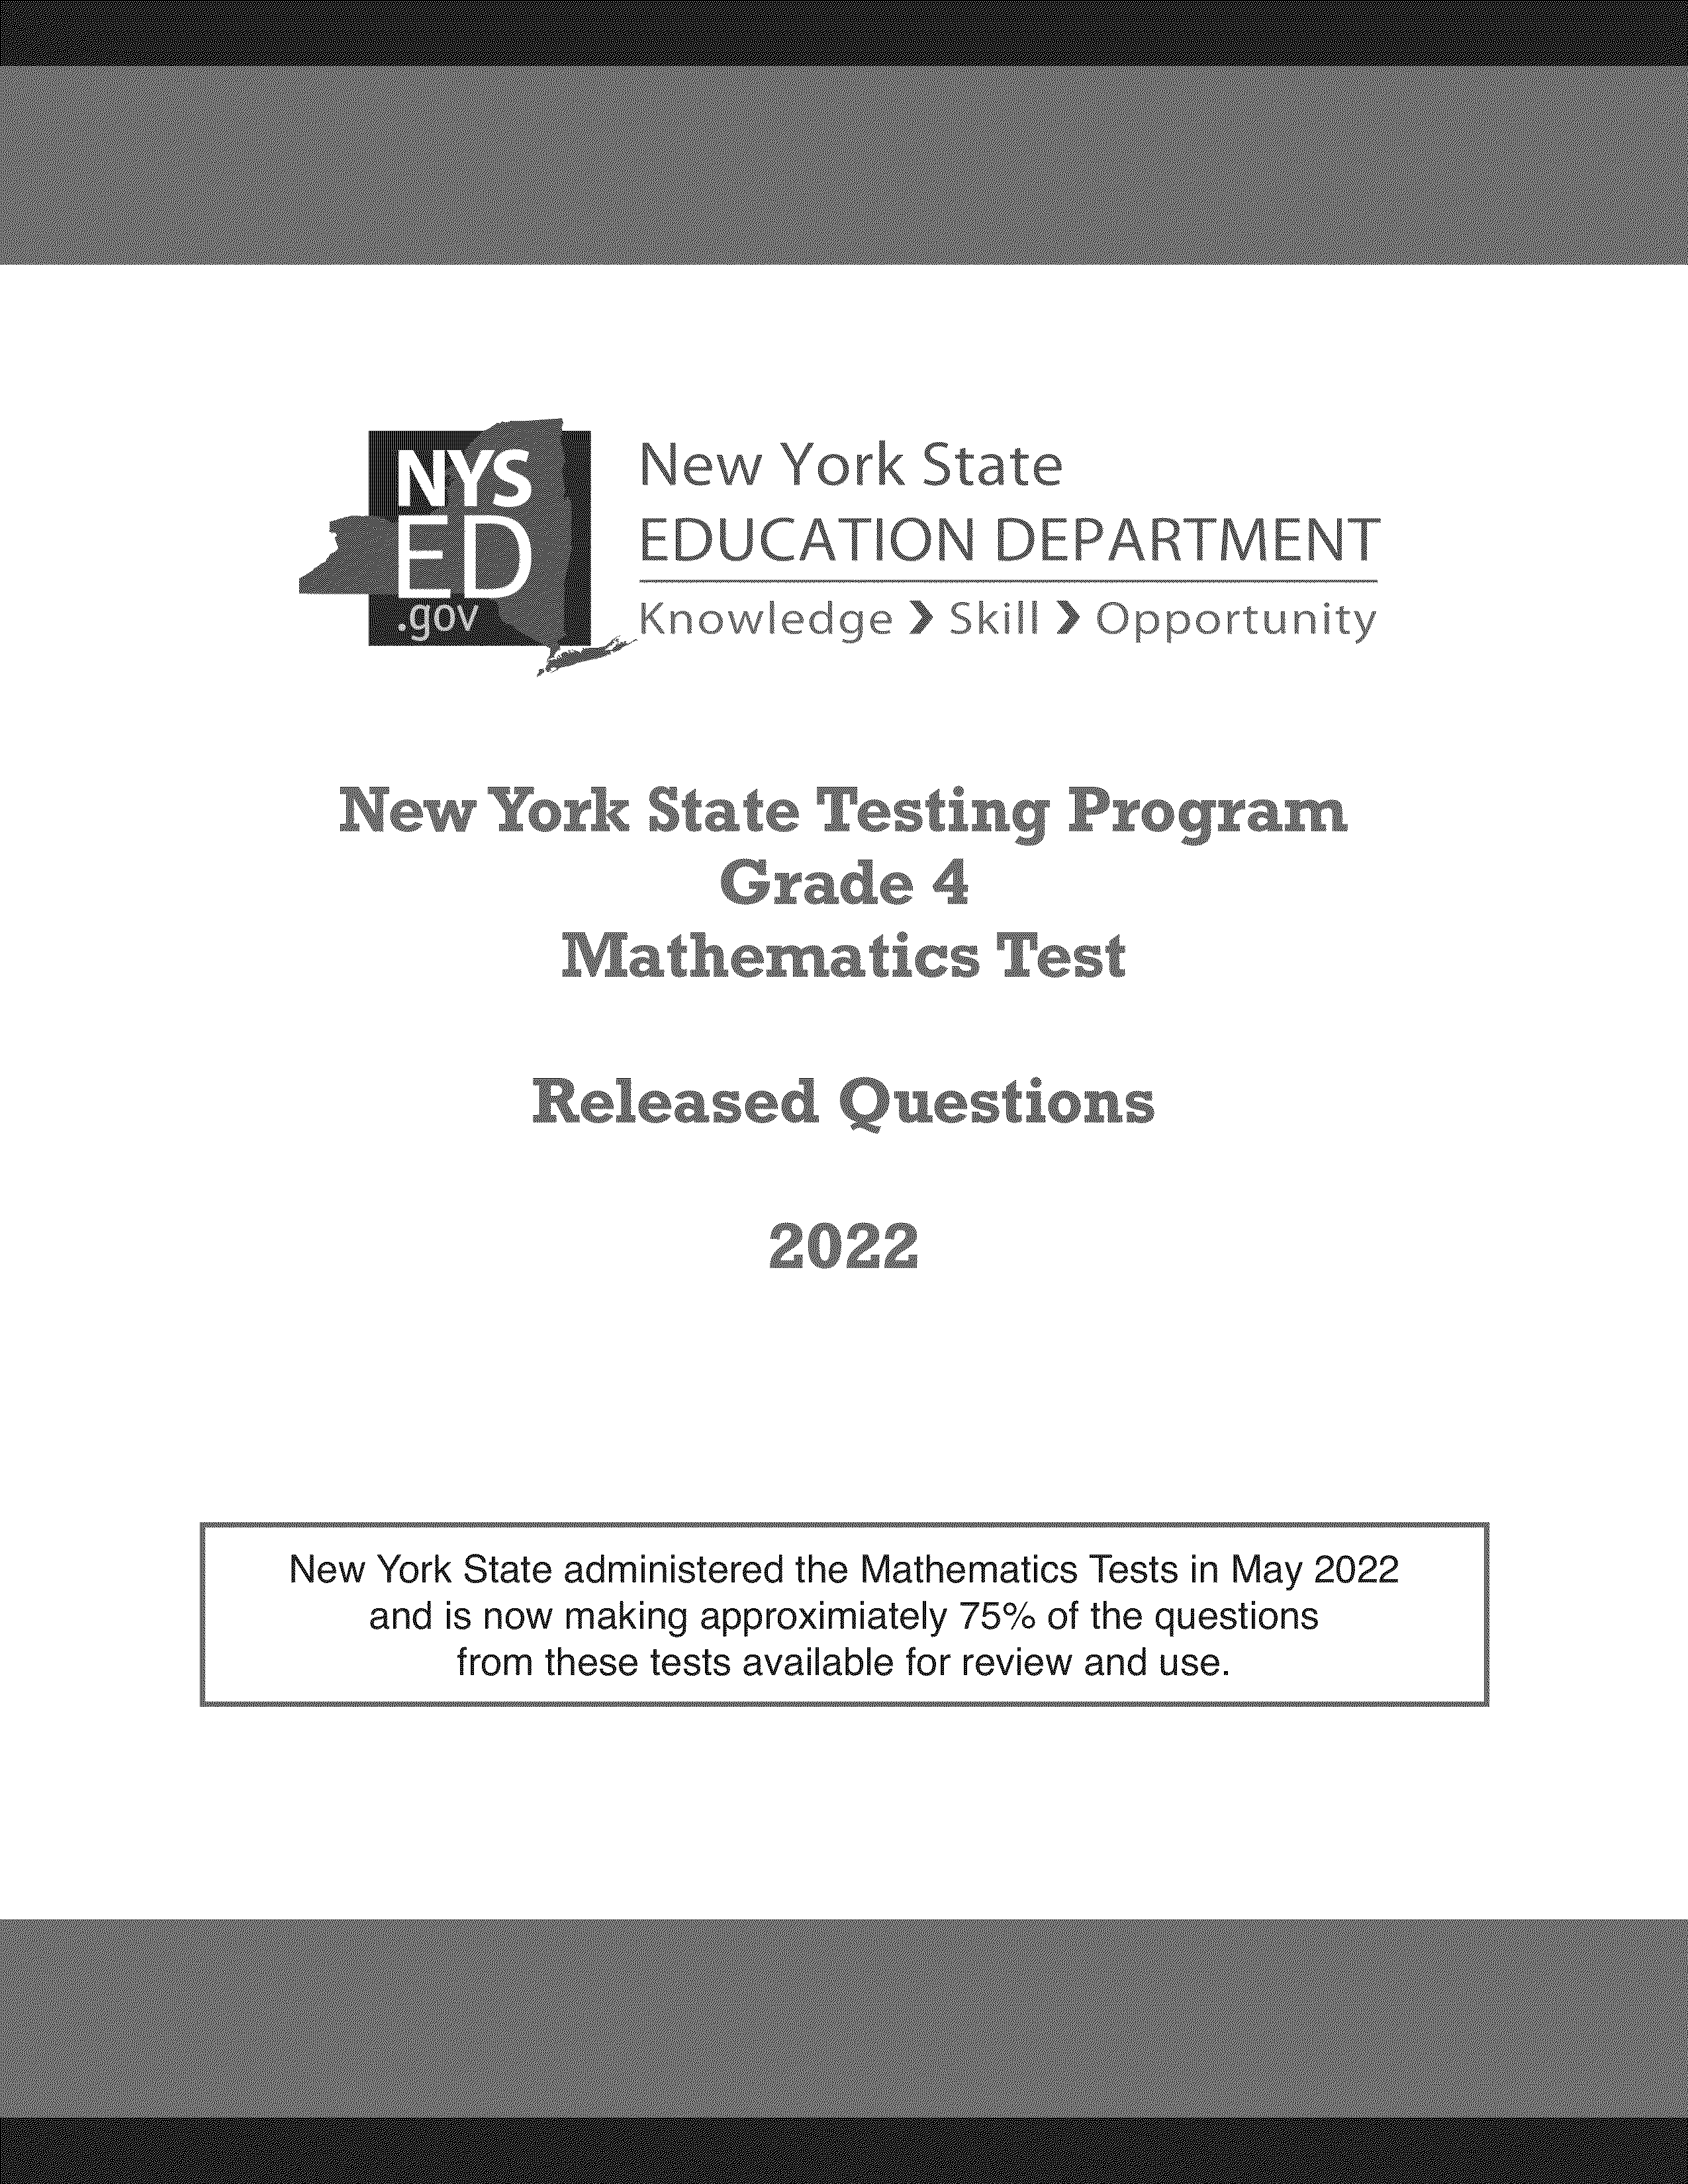 NYS
ED
.gov
New York State
EDUCATION DEPARTMENT
Knowledge › Skill › Opportunity
New York State Testing Program
Grade 4
Mathematics Test
Released Questions
2022
New York State administered the Mathematics Tests in May 2022
and is now making approximiately 75% of the questions
from these tests available for review and use.